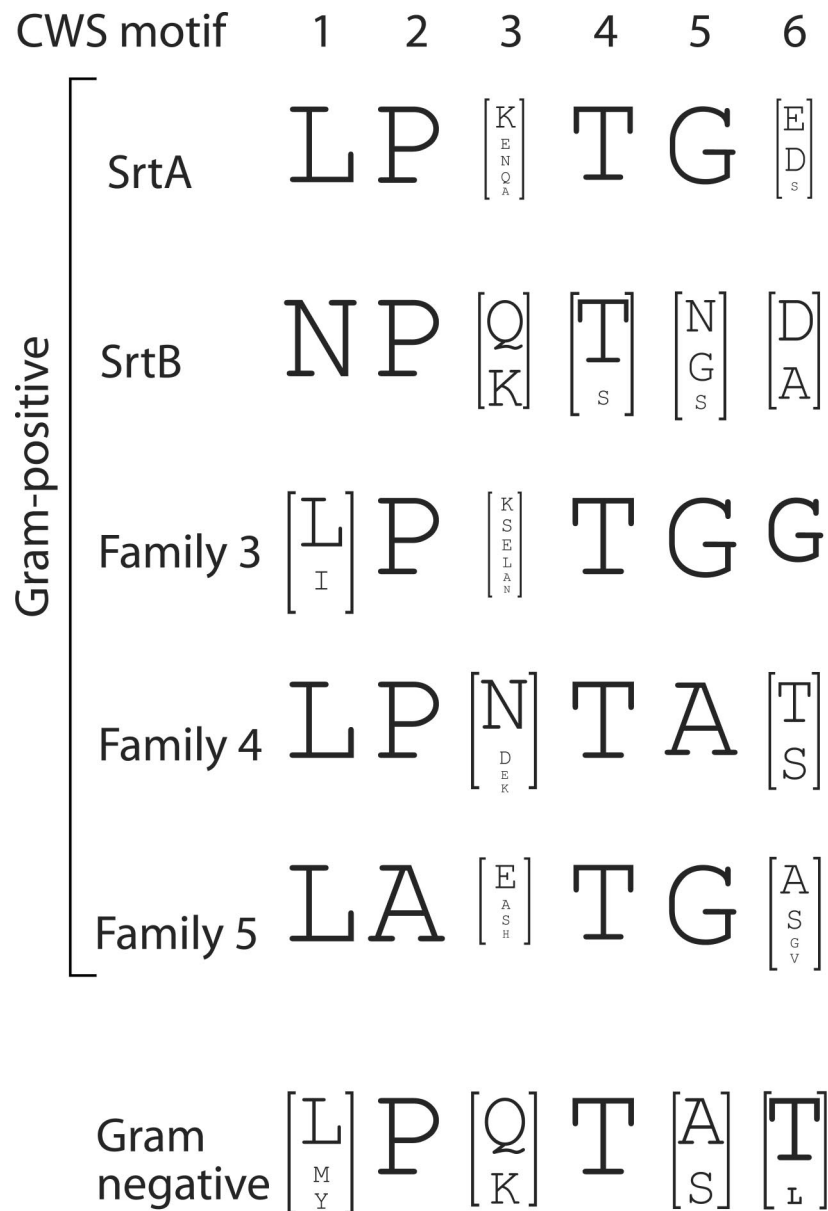 CWS motif 1 2 3 4 5 6
Gram-positive
SrtA L P [K E N Q A] T G [E D S]
SrtB N P [Q K] [T S] [N G S] [D A]
Family 3 [L I] P [K S E L A N] T G G
Family 4 L P [N D E K] T A [T S]
Family 5 L A [E A S H] T G [A S G V]
Gram
negative [L M Y] P [Q K] T [A S] [T L]